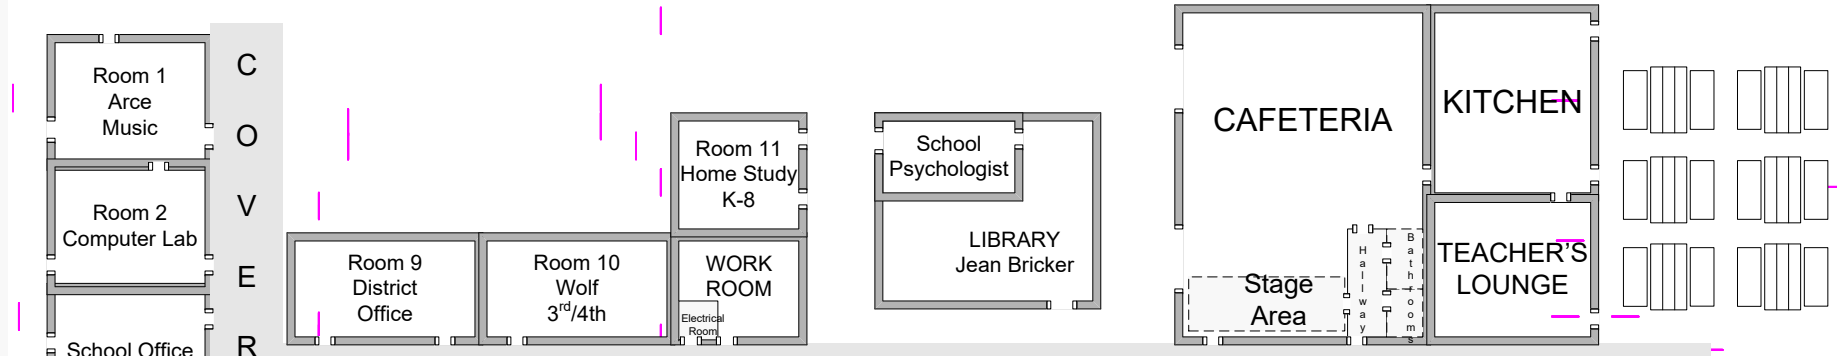 Room 1
Arce
Music
Room 2
Computer Lab
School Office
C
O
V
E
R
Room 9
District
Office
Room 10
Wolf
3rd/4th
Room 11
Home Study
K-8
WORK
ROOM
Electrical
Room
School
Psychologist
LIBRARY
Jean Bricker
CAFETERIA
Stage
Area
Hallway
Bathrooms
KITCHEN
TEACHER'S
LOUNGE